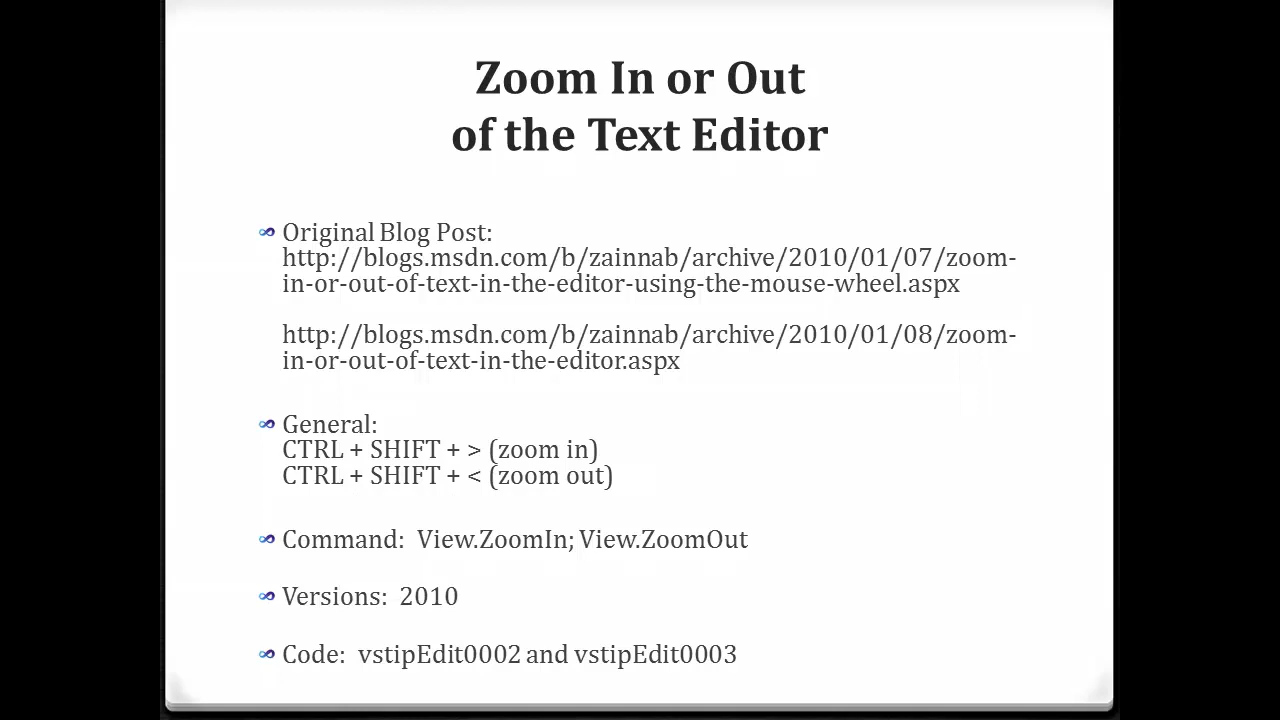 Zoom In or Out
of the Text Editor
Original Blog Post:
http://blogs.msdn.com/b/zainnab/archive/2010/01/07/zoom-
in-or-out-of-text-in-the-editor-using-the-mouse-wheel.aspx
http://blogs.msdn.com/b/zainnab/archive/2010/01/08/zoom-
in-or-out-of-text-in-the-editor.aspx
General:
CTRL + SHIFT + > (zoom in)
CTRL + SHIFT + < (zoom out)
Command:  View.ZoomIn; View.ZoomOut
Versions:  2010
Code:  vstipEdit0002 and vstipEdit0003